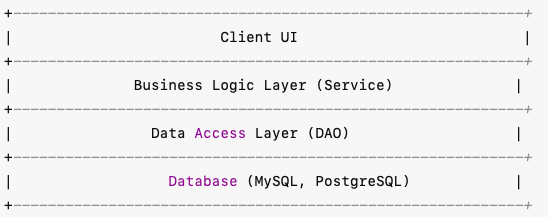 +------------------------------------------------------------+
| Client UI |
+------------------------------------------------------------+
| Business Logic Layer (Service) |
+------------------------------------------------------------+
| Data Access Layer (DAO) |
+------------------------------------------------------------+
| Database (MySQL, PostgreSQL) |
+------------------------------------------------------------+